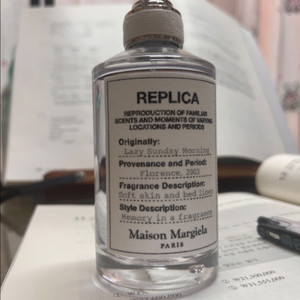 REPLICA
REPRODUCTION OF FAMILIAR
SCENTS AND MOMENTS OF VARYING
LOCATIONS AND PERIODS
Originally:
Lazy Sunday Morning
Provenance and Period:
Florence, 2003
Fragrance Description:
Soft skin and bed linen
Style Description:
Memory in a fragrance
Maison Margiela
PARIS